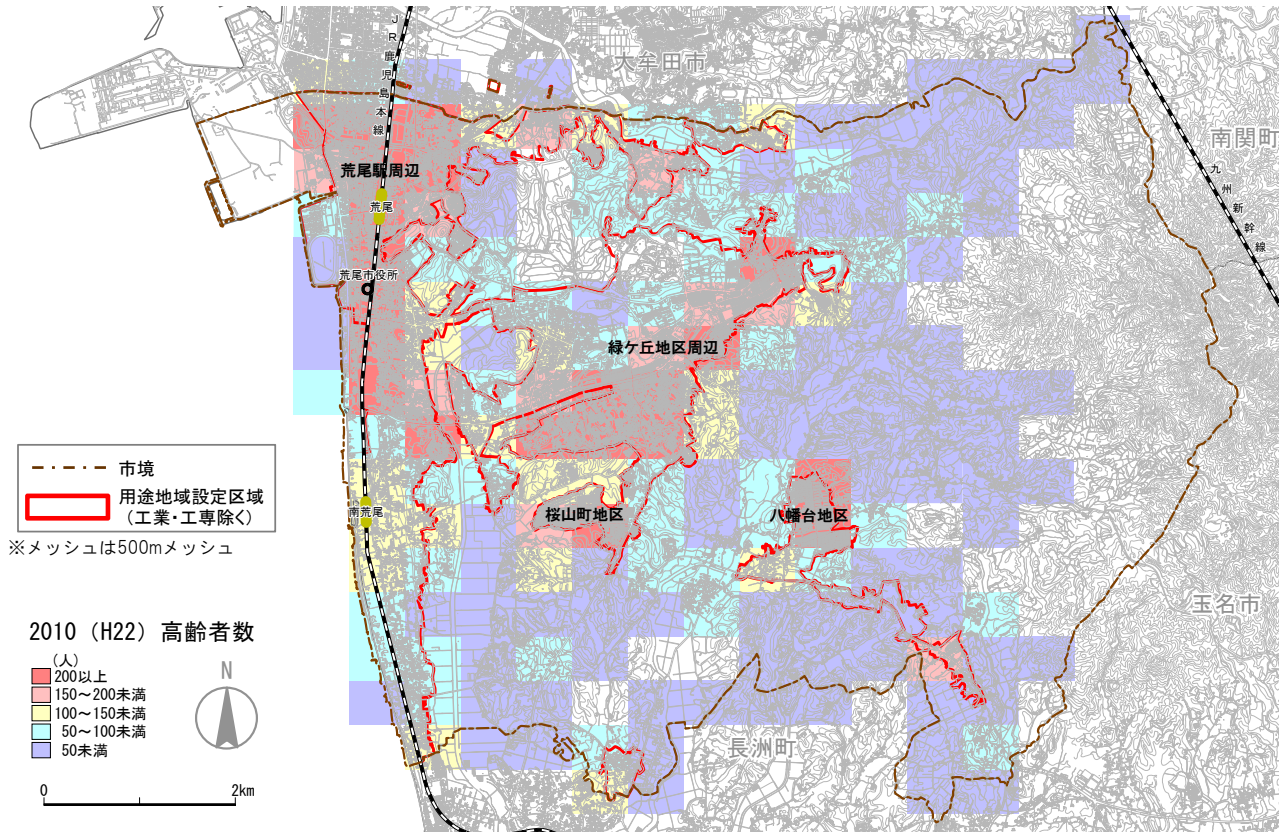 JR鹿児島本線
大牟田市
南関町
九州新幹線
荒尾駅周辺
荒尾
荒尾市役所
緑ケ丘地区周辺
市境
用途地域設定区域
(工業・工専除く)
※メッシュは500mメッシュ
南荒尾
桜山町地区
八幡台地区
玉名市
長洲町
2010(H22)高齢者数
(人)
200以上
150~200未満
100~150未満
50~100未満
50未満
N
0
2km